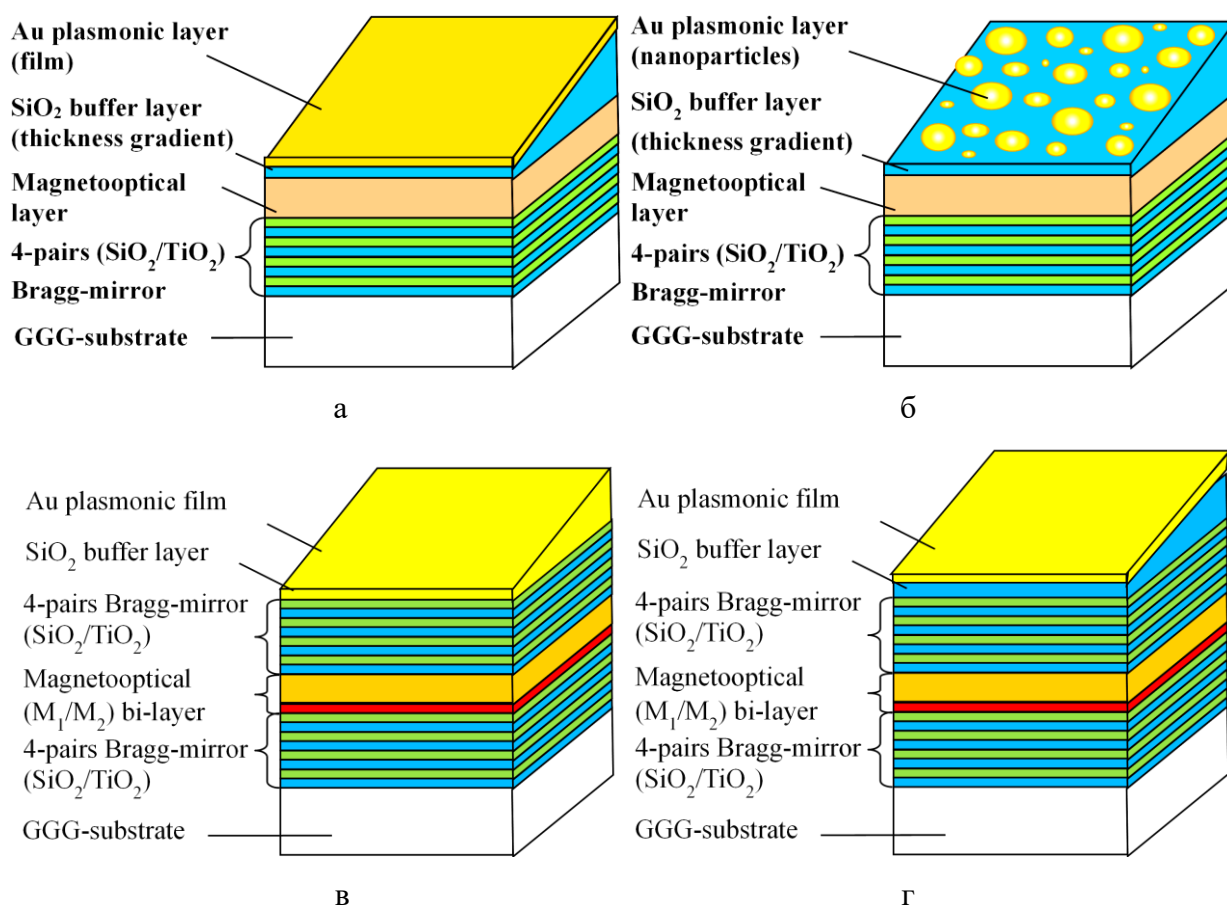 Au plasmonic layer
(film)
SiO₂ buffer layer
(thickness gradient)
Magnetooptical
layer
4-pairs (SiO₂/TiO₂)
Bragg-mirror
GGG-substrate
а
Au plasmonic layer
(nanoparticles)
SiO₂ buffer layer
(thickness gradient)
Magnetooptical
layer
4-pairs (SiO₂/TiO₂)
Bragg-mirror
GGG-substrate
б
Au plasmonic film
SiO₂ buffer layer
4-pairs Bragg-mirror
(SiO₂/TiO₂)
Magnetooptical
(M₁/M₂) bi-layer
4-pairs Bragg-mirror
(SiO₂/TiO₂)
GGG-substrate
в
Au plasmonic film
SiO₂ buffer layer
4-pairs Bragg-mirror
(SiO₂/TiO₂)
Magnetooptical
(M₁/M₂) bi-layer
4-pairs Bragg-mirror
(SiO₂/TiO₂)
GGG-substrate
г